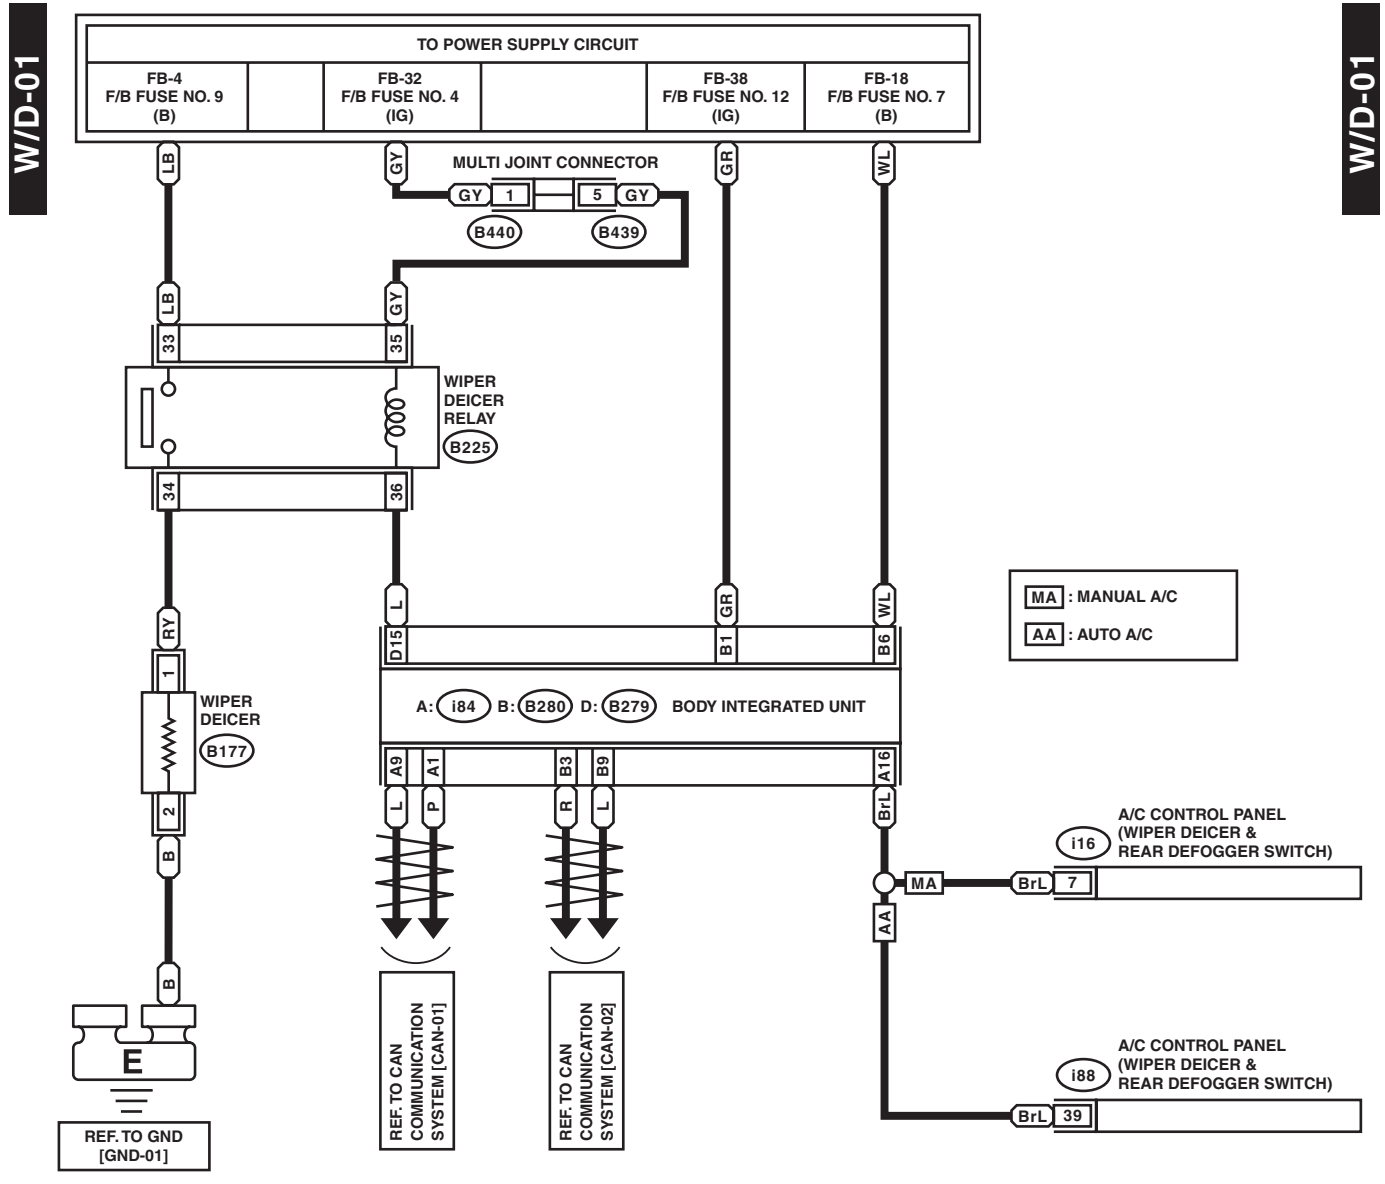 W/D-01
W/D-01
TO POWER SUPPLY CIRCUIT
FB-4
F/B FUSE NO. 9
(B)
FB-32
F/B FUSE NO. 4
(IG)
FB-38
F/B FUSE NO. 12
(IG)
FB-18
F/B FUSE NO. 7
(B)
LB
GY
GR
WL
MULTI JOINT CONNECTOR
GY
1
5
GY
B440
B439
LB
GY
33
35
WIPER
DEICER
RELAY
B225
34
36
RY
L
GR
WL
D15
B1
B6
1
WIPER
DEICER
B177
2
B
B
A: i84 B: B280 D: B279 BODY INTEGRATED UNIT
A9
A1
B3
B9
A16
L
P
R
L
BrL
MA : MANUAL A/C
AA : AUTO A/C
MA
BrL
7
i16
A/C CONTROL PANEL
(WIPER DEICER &
REAR DEFOGGER SWITCH)
AA
BrL
39
i88
A/C CONTROL PANEL
(WIPER DEICER &
REAR DEFOGGER SWITCH)
E
REF. TO GND
[GND-01]
REF. TO CAN
COMMUNICATION
SYSTEM [CAN-01]
REF. TO CAN
COMMUNICATION
SYSTEM [CAN-02]